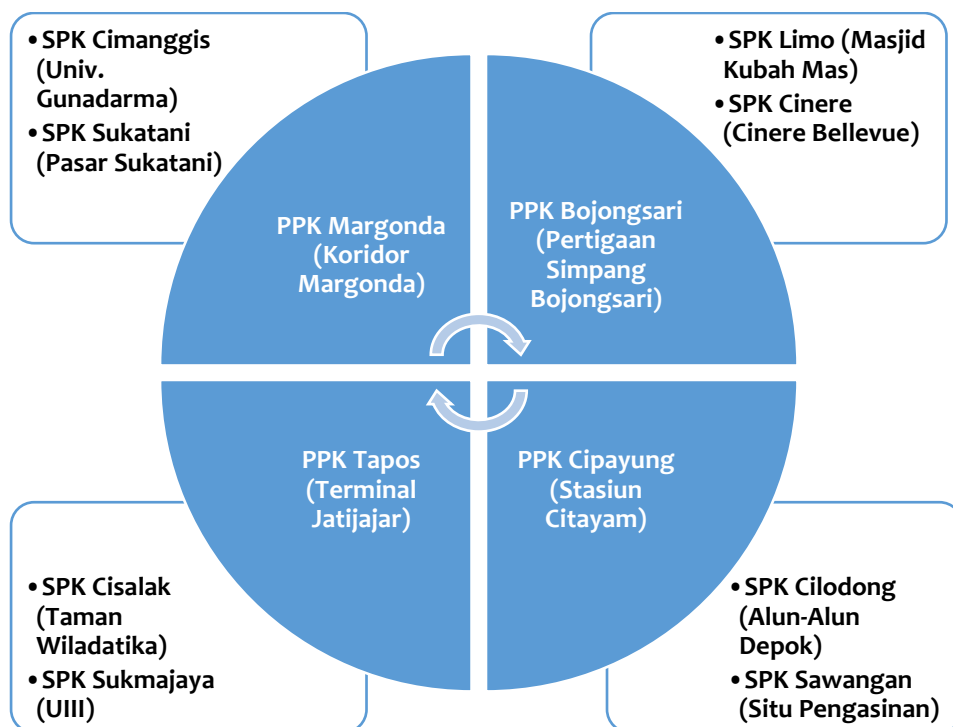 • SPK Cimanggis
(Univ.
Gunadarma)
• SPK Sukatani
(Pasar Sukatani)
• SPK Limo (Masjid
Kubah Mas)
• SPK Cinere
(Cinere Bellevue)
PPK Margonda
(Koridor
Margonda)
PPK Bojongsari
(Pertigaan
Simpang
Bojongsari)
PPK Tapos
(Terminal
Jatijajar)
PPK Cipayung
(Stasiun
Citayam)
• SPK Cisalak
(Taman
Wiladatika)
• SPK Sukmajaya
(UIII)
• SPK Cilodong
(Alun-Alun
Depok)
• SPK Sawangan
(Situ Pengasinan)